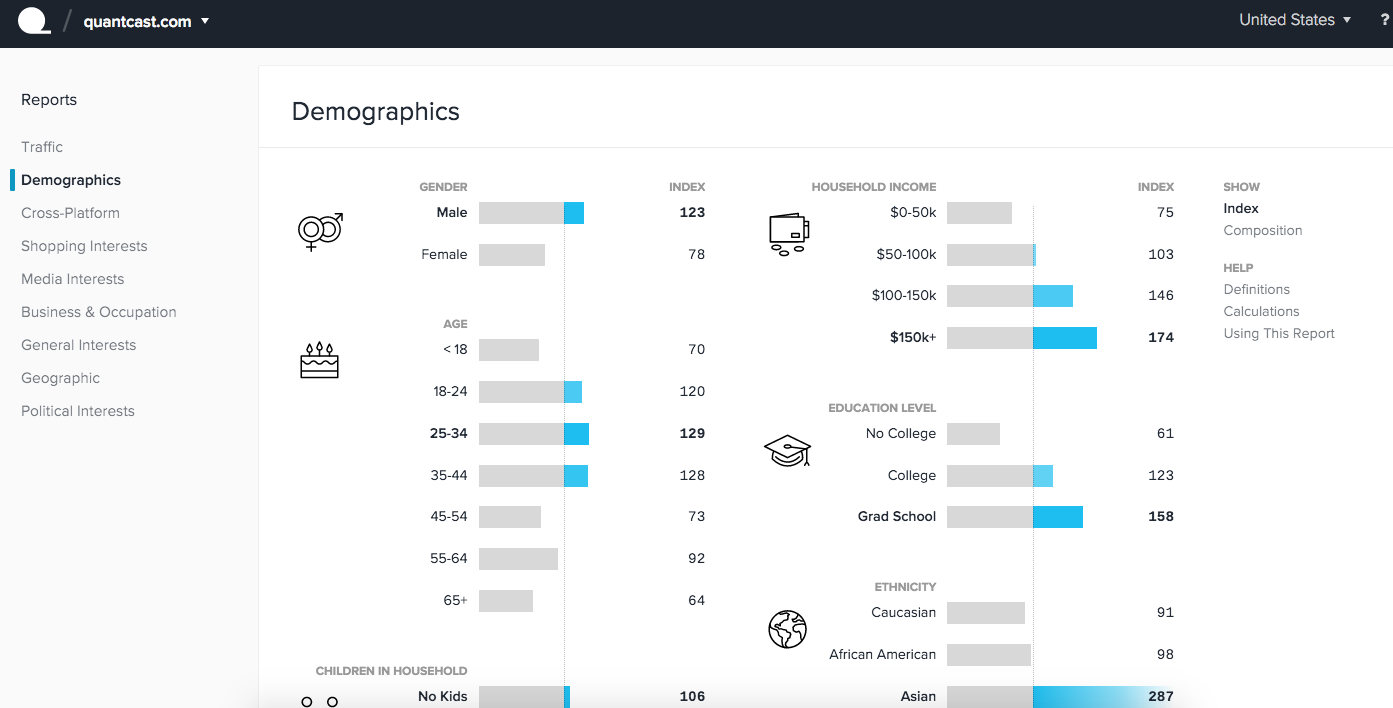 / quantcast.com
United States
?
Reports
Traffic
Demographics
Cross-Platform
Shopping Interests
Media Interests
Business & Occupation
General Interests
Geographic
Political Interests
Demographics
GENDER INDEX
Male 123
Female 78
AGE
< 18 70
18-24 120
25-34 129
35-44 128
45-54 73
55-64 92
65+ 64
CHILDREN IN HOUSEHOLD
No Kids 106
HOUSEHOLD INCOME INDEX
$0-50k 75
$50-100k 103
$100-150k 146
$150k+ 174
EDUCATION LEVEL
No College 61
College 123
Grad School 158
ETHNICITY
Caucasian 91
African American 98
Asian 287
SHOW
Index
Composition
HELP
Definitions
Calculations
Using This Report